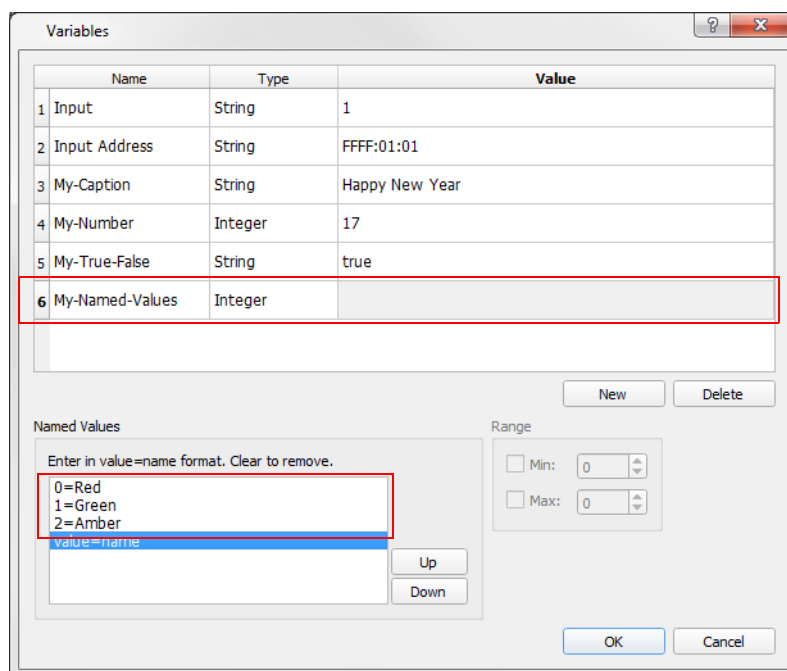 Variables
Name Type Value
1 Input String 1
2 Input Address String FFFF:01:01
3 My-Caption String Happy New Year
4 My-Number Integer 17
5 My-True-False String true
6 My-Named-Values Integer
New Delete
Named Values Range
Enter in value=name format. Clear to remove.
Min: 0
0=Red
1=Green
Max: 0
2=Amber
value=name
Up
Down
OK Cancel